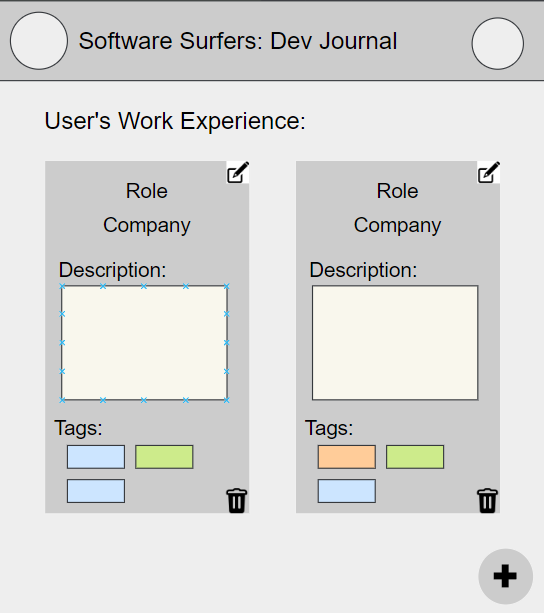 Software Surfers: Dev Journal
User's Work Experience:
Role
Company
Description:
Tags:
Role
Company
Description:
Tags: